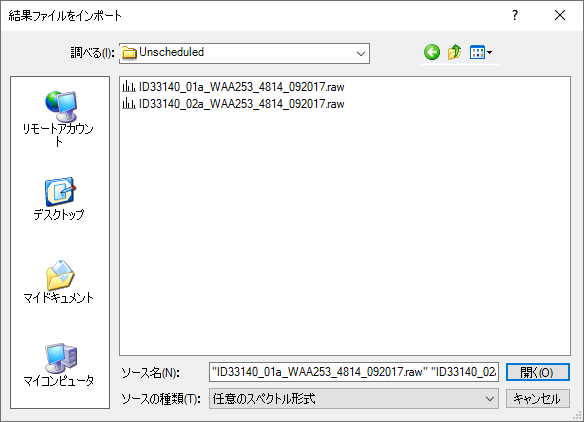 結果ファイルをインポート
調べる(I):
Unscheduled
ID33140_01a_WAA253_4814_092017.raw
ID33140_02a_WAA253_4814_092017.raw
リモートアカウン
ト
デスクトップ
マイドキュメント
マイコンピュータ
ソース名(N):
"ID33140_01a_WAA253_4814_092017.raw" "ID33140_02a
開く(O)
ソースの種類(T):
任意のスペクトル形式
キャンセル